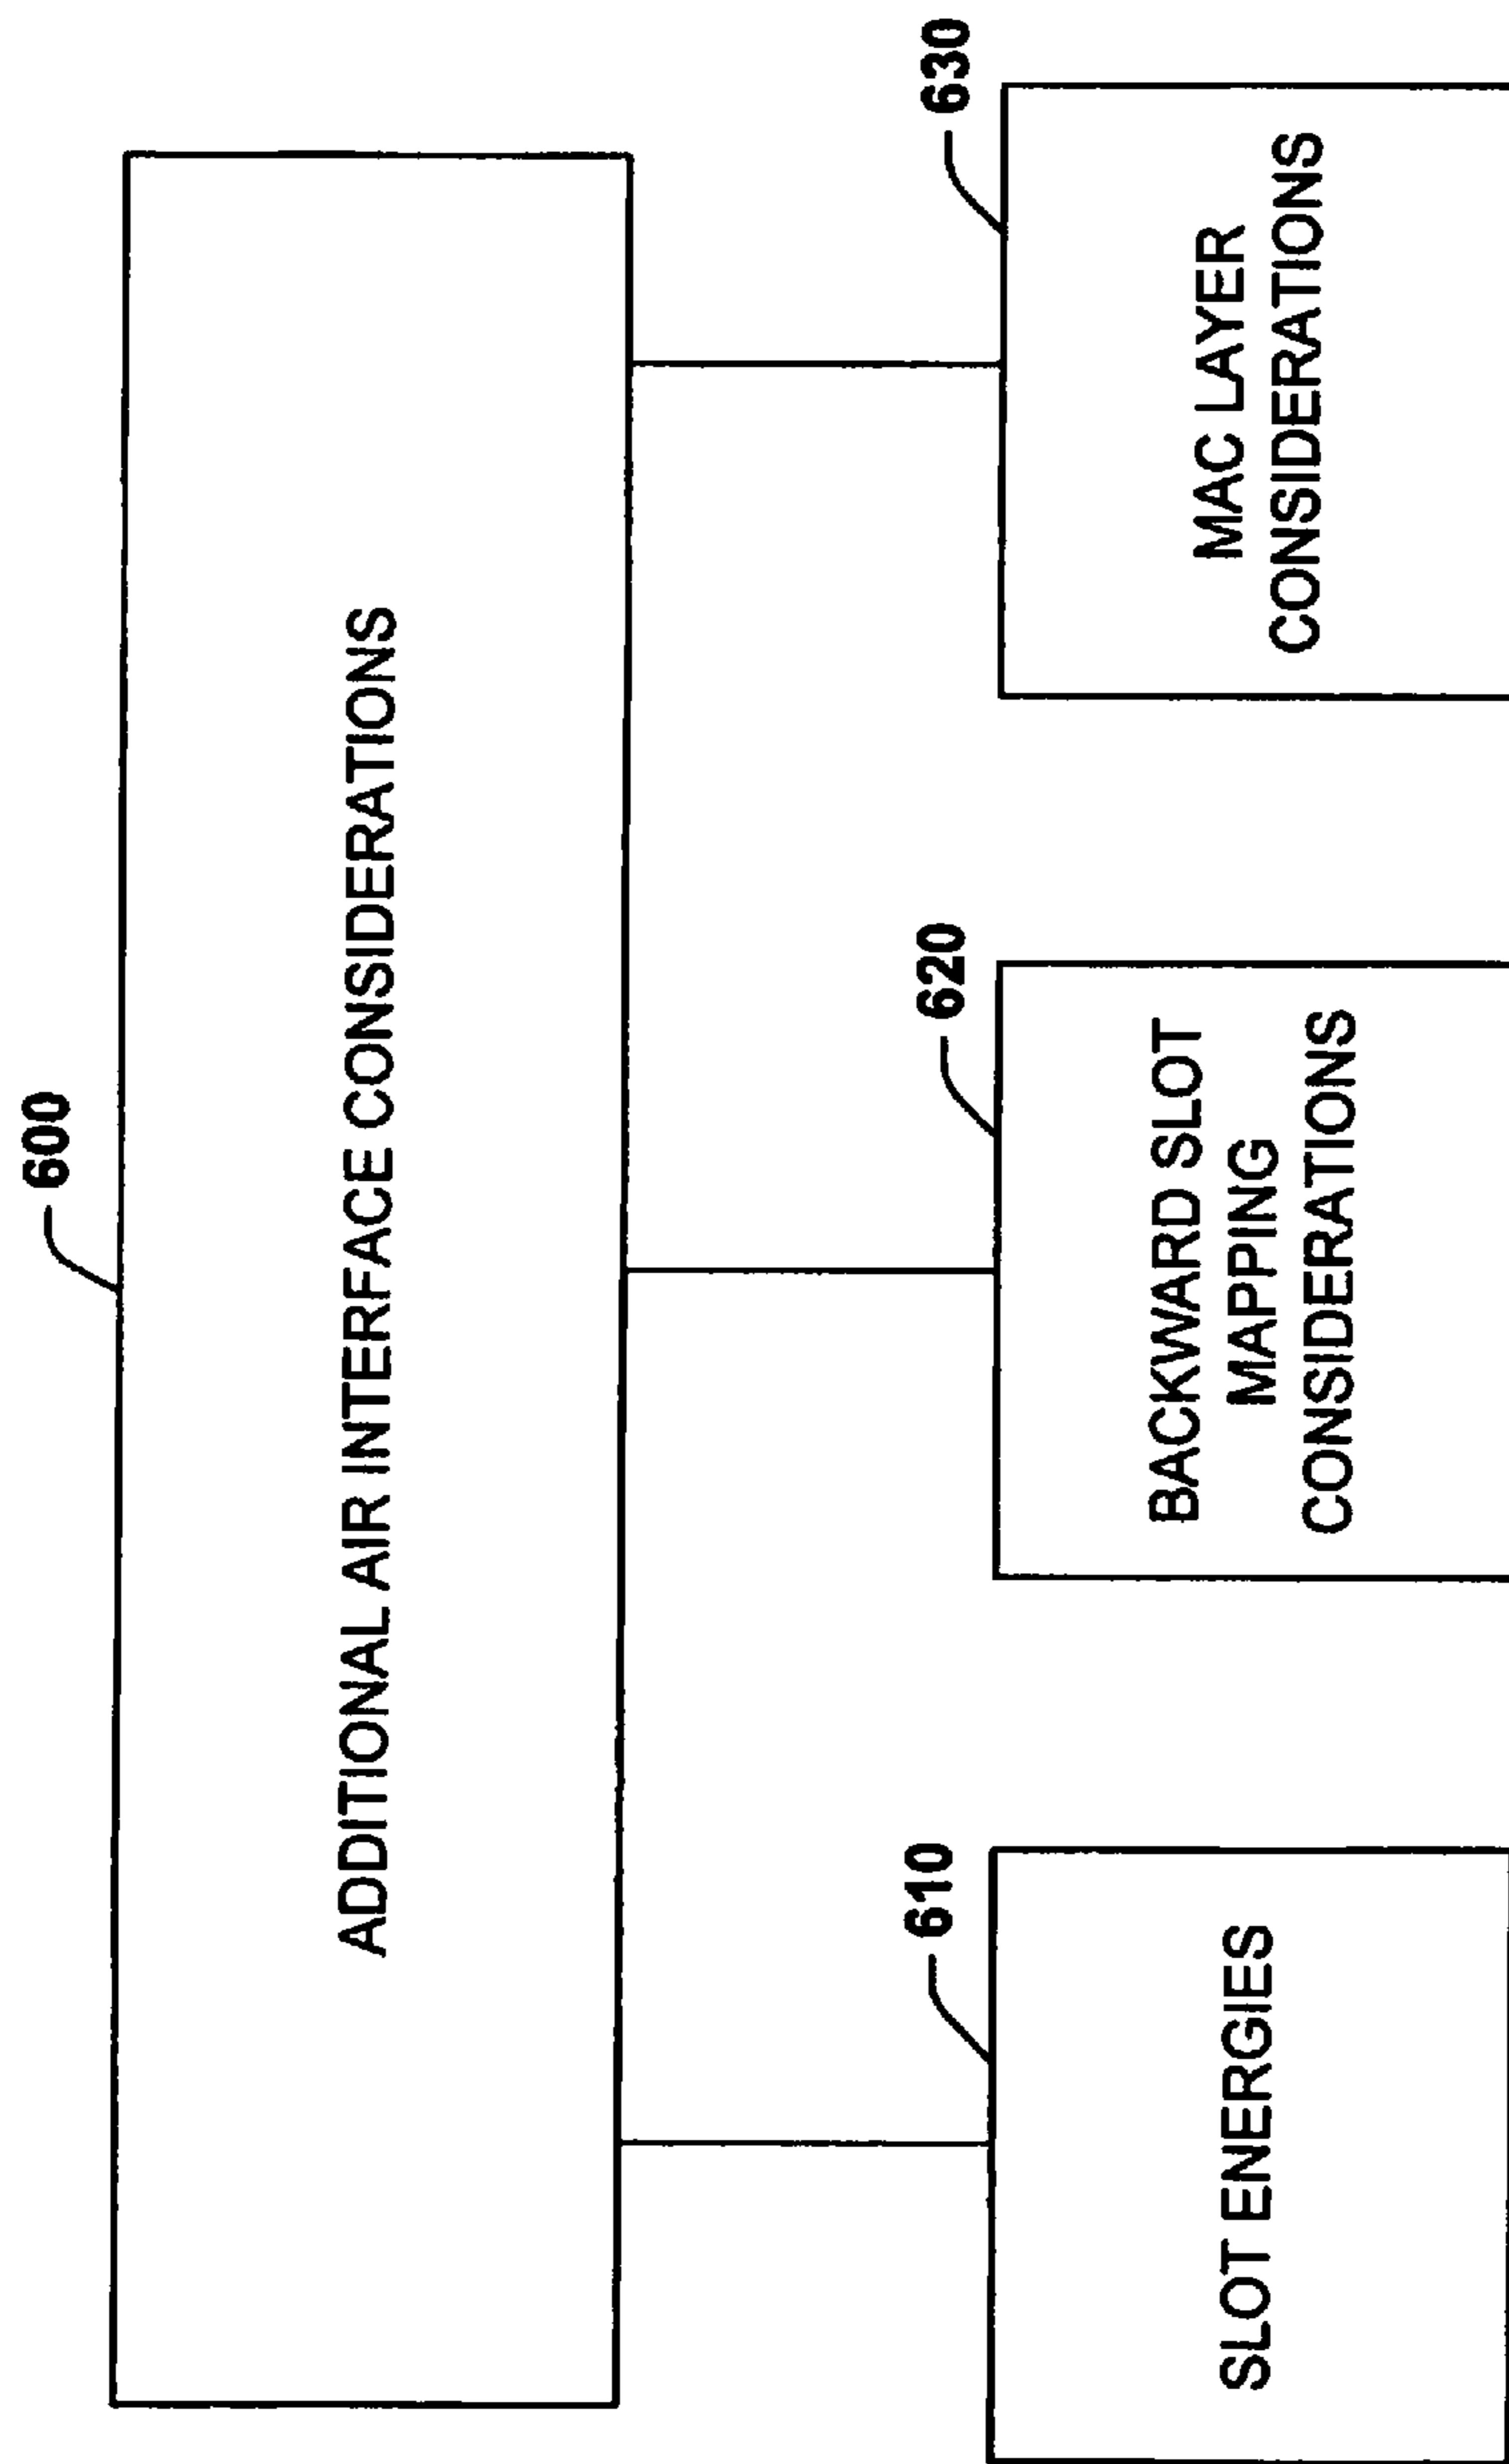 600
ADDITIONAL AIR INTERFACE CONSIDERATIONS
610
SLOT ENERGIES
620
BACKWARD SLOT
MAPPING
CONSIDERATIONS
630
MAC LAYER
CONSIDERATIONS